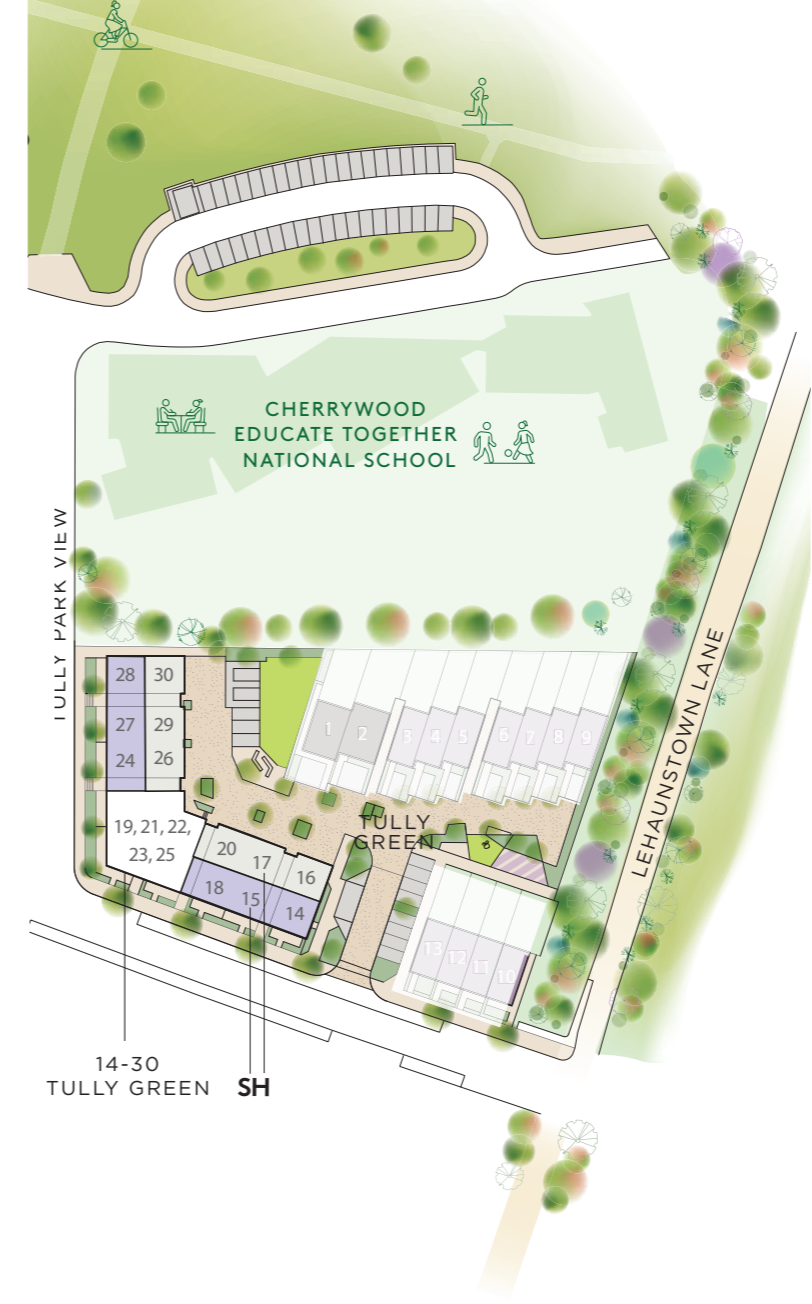 CHERRYWOOD
EDUCATE TOGETHER
NATIONAL SCHOOL
TULLY PARK VIEW
LEHAUNSTOWN LANE
28 30
27 29
24 26
1 2 3 4 5 6 7 8 9
TULLY
GREEN
19, 21, 22,
23, 25
20 17 16
18 15 14
13 12 11 10
14-30
TULLY GREEN
SH